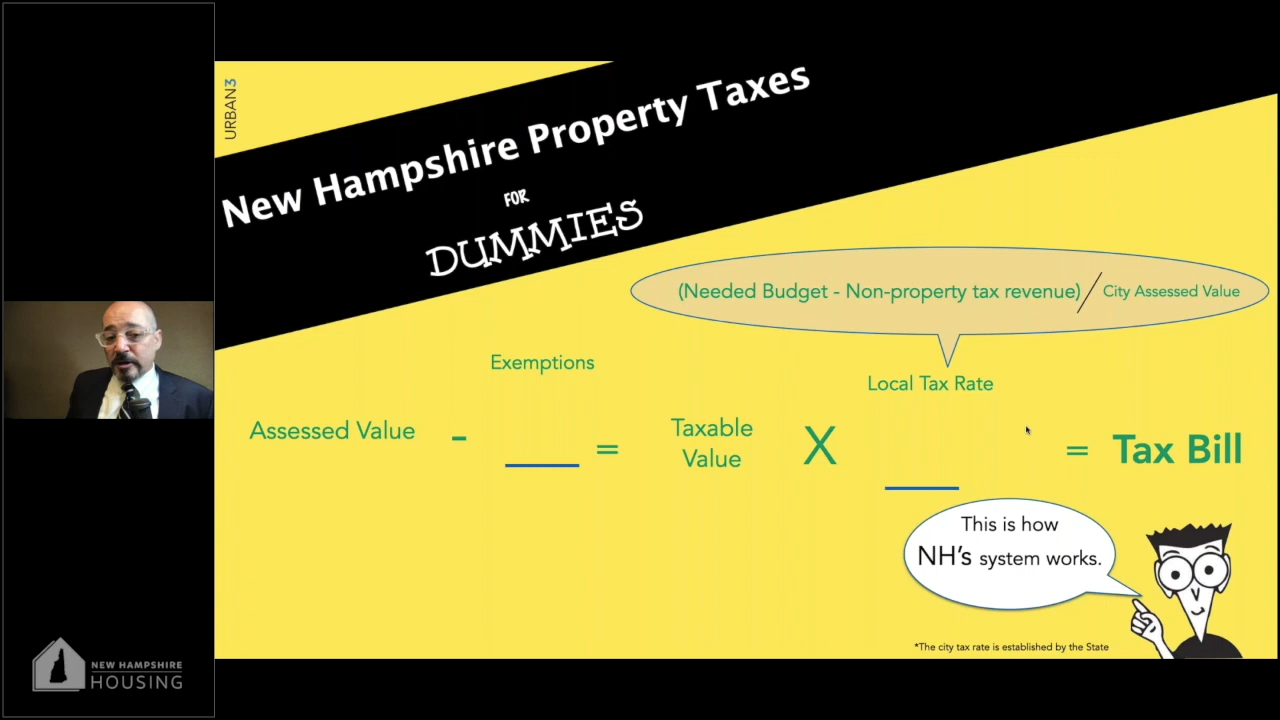 URBAN3
New Hampshire Property Taxes
FOR
DUMMIES
(Needed Budget - Non-property tax revenue) / City Assessed Value
Exemptions
Local Tax Rate
Assessed Value - = Taxable
Value X = Tax Bill
This is how
NH's system works.
*The city tax rate is established by the State
NEW HAMPSHIRE
HOUSING